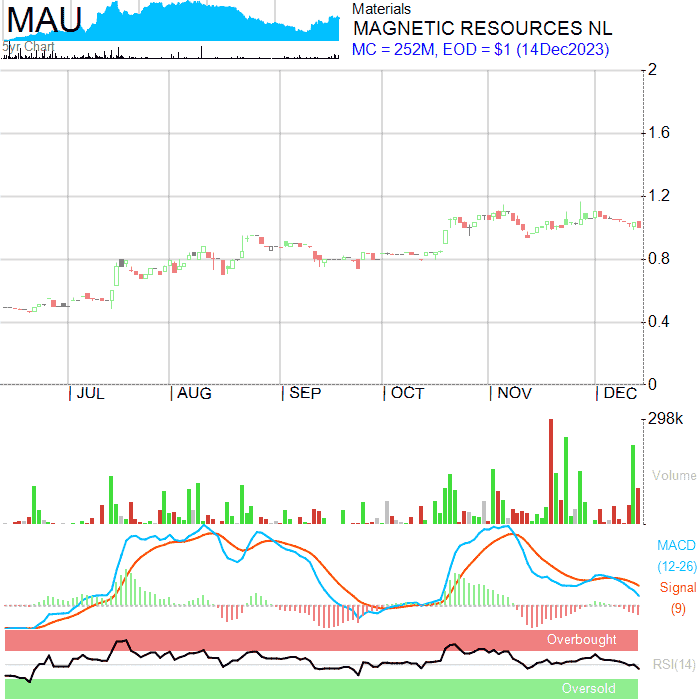 MAU
5yr Chart
Materials
MAGNETIC RESOURCES NL
MC = 252M, EOD = $1 (14Dec2023)
2
1.6
1.2
0.8
0.4
0
JUL AUG SEP OCT NOV DEC
298k
Volume
MACD
(12-26)
Signal
(9)
Overbought
RSI(14)
Oversold